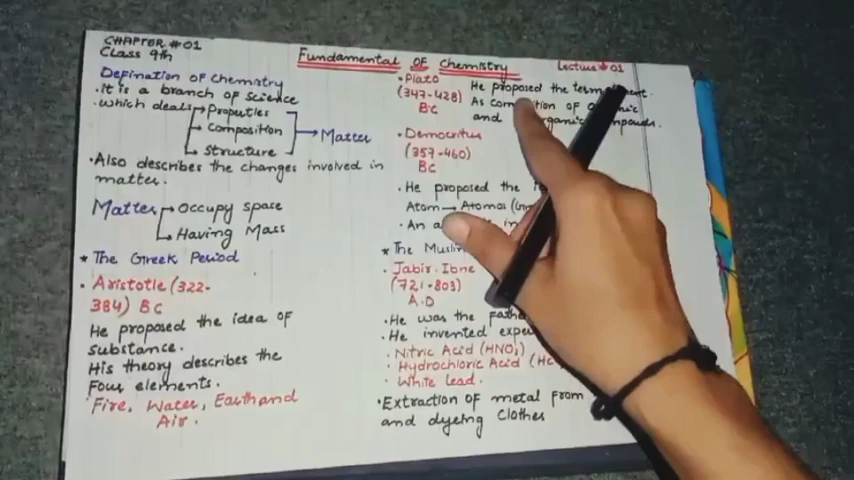 CHAPTER # 01
Class 9th
Fundamental OF Chemistry
Lecture # 01
Defination OF Chemistry
• It is a branch of science
which deals → Properties
→ Composition
→ Structure
→ Matter
• Also describes the changes involved in
matter.
Matter → Occupy space
→ Having Mass
* The Greek Period
• Aristotle (322-
384) BC
He proposed the idea of
substance.
His theory describes the
Four elements.
Fire, Water, Earth and
Air.
• Plato
(347-428)
BC
He proposed the term
As of
and
• Democritus
(357-460)
BC
• He proposed the
Atom → Atomos
• An
* The
• Jabir. Ibne
(721-803)
A.D
• He was the
• He invented
• Nitric Acid (HNO3)
• Hydrochloric Acid
• White Lead.
• Extraction of metal from
and dyeing clothes